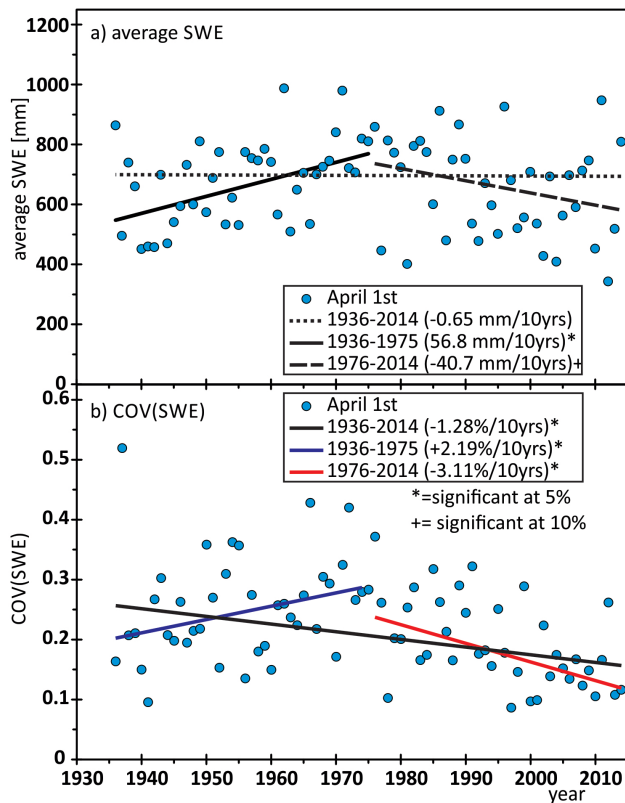 1200
a) average SWE
1000
800
600
400
200
0
average SWE [mm]
April 1st
1936-2014 (-0.65 mm/10yrs)
1936-1975 (56.8 mm/10yrs)*
1976-2014 (-40.7 mm/10yrs)+
0.6
b) COV(SWE)
0.5
0.4
0.3
0.2
0.1
0
COV(SWE)
April 1st
1936-2014 (-1.28%/10yrs)*
1936-1975 (+2.19%/10yrs)*
1976-2014 (-3.11%/10yrs)*
*=significant at 5%
+= significant at 10%
1930 1940 1950 1960 1970 1980 1990 2000 2010
year